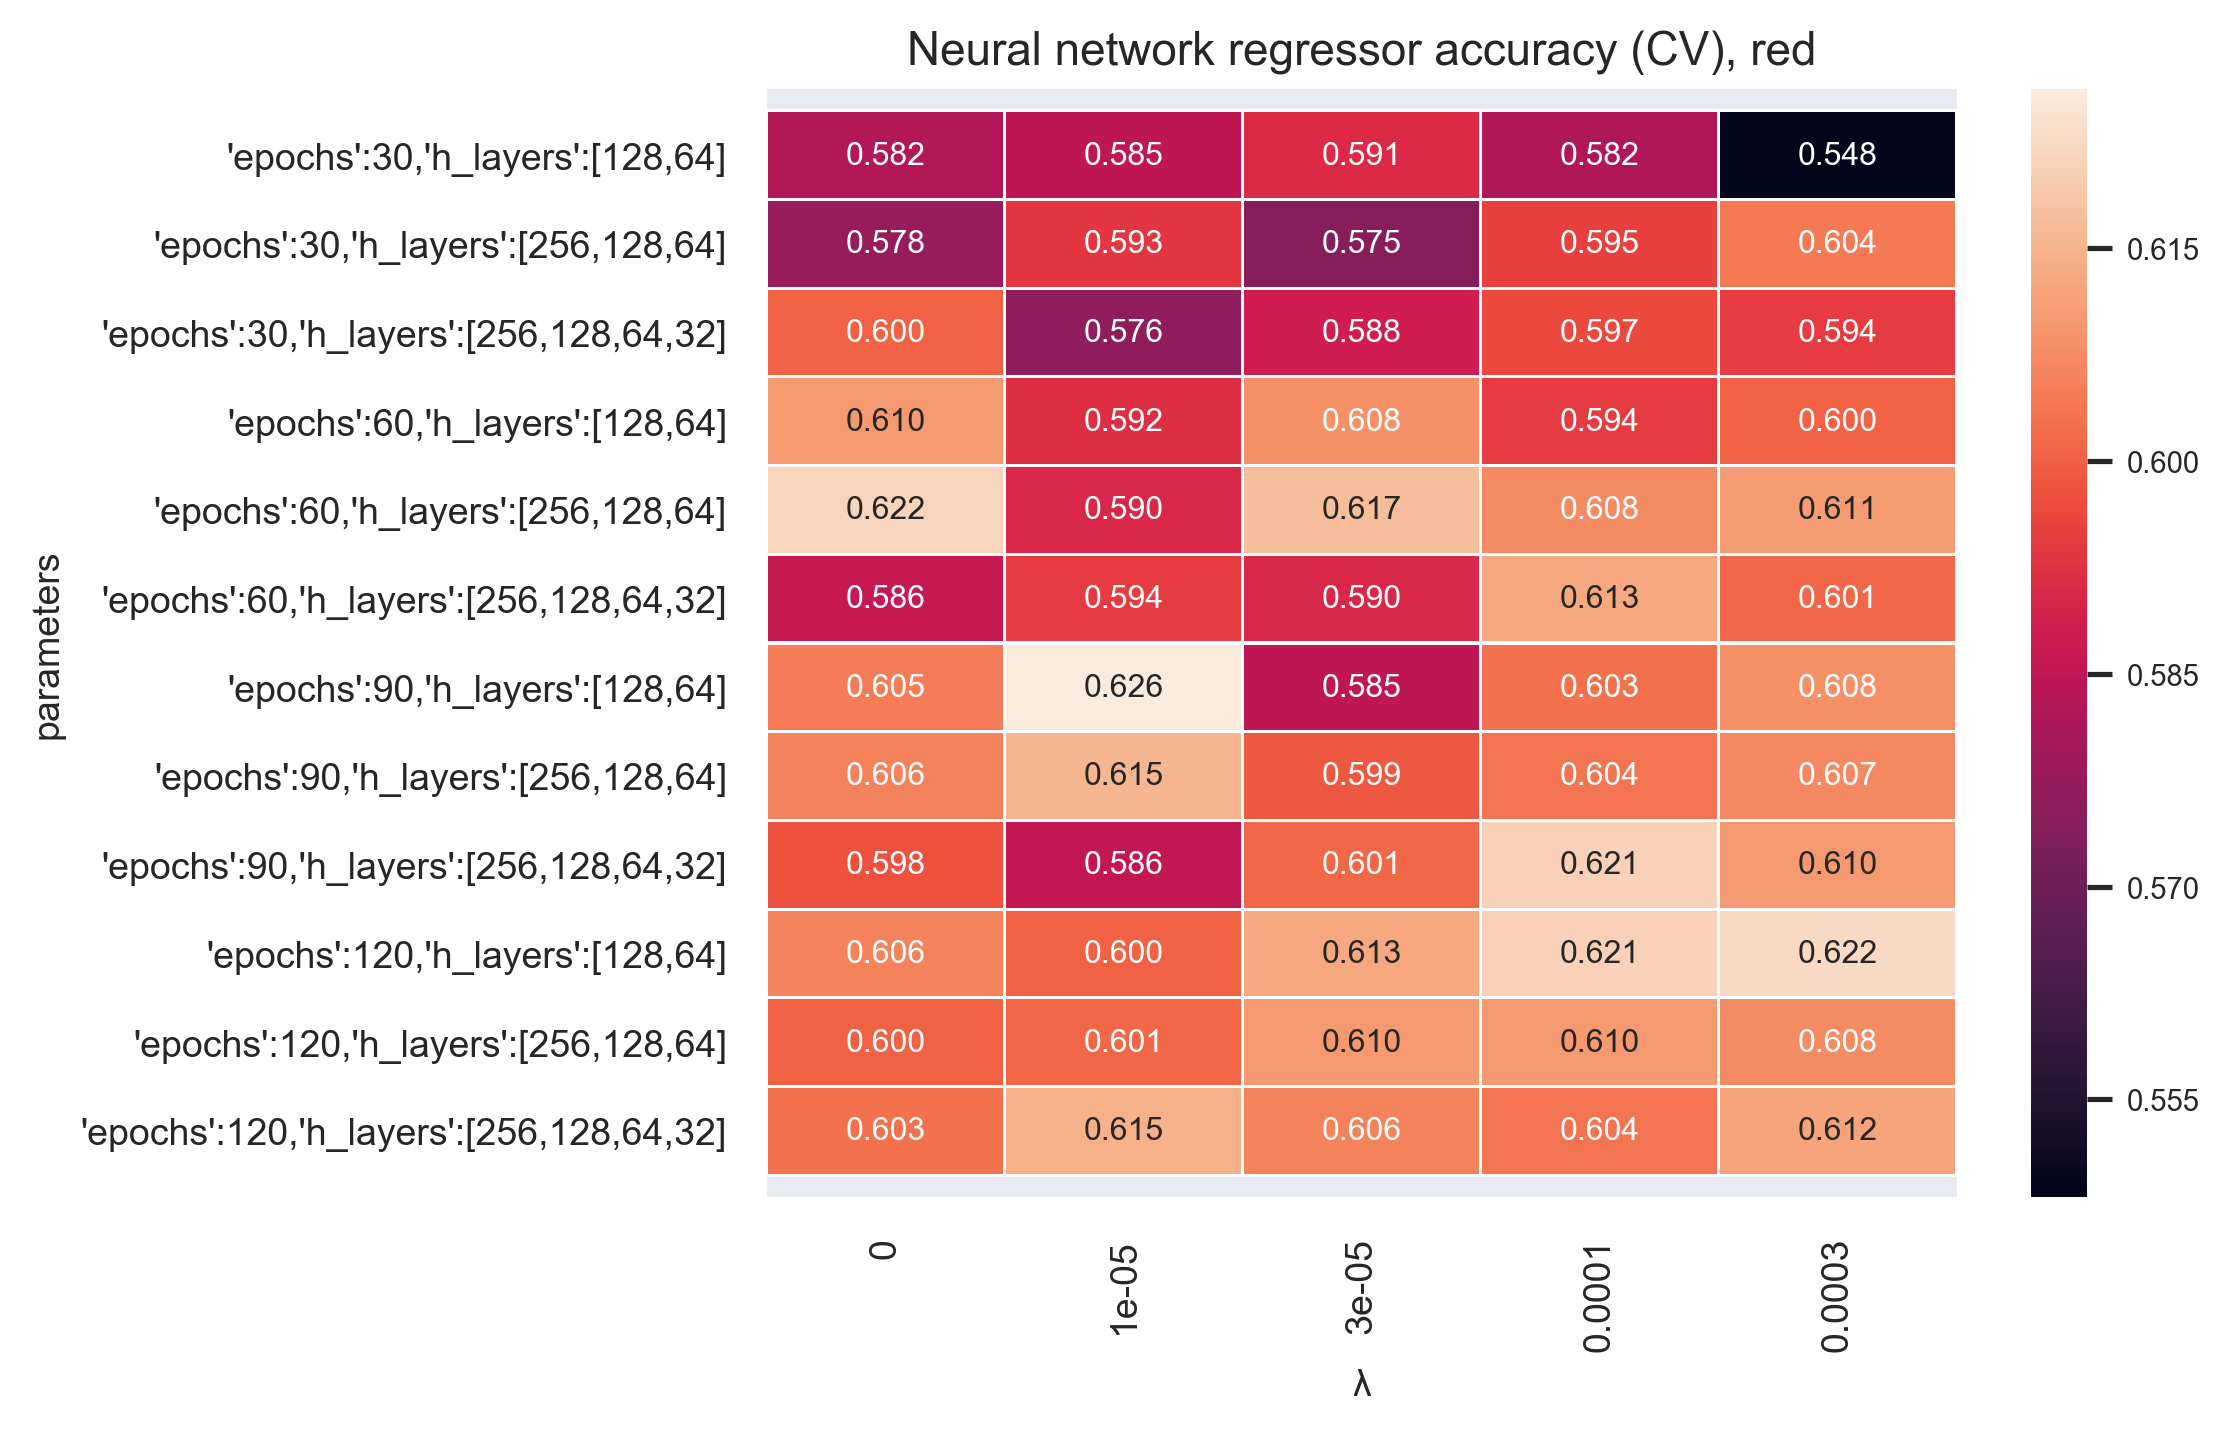 Neural network regressor accuracy (CV), red
parameters
'epochs':30,'h_layers':[128,64] 0.582 0.585 0.591 0.582 0.548
'epochs':30,'h_layers':[256,128,64] 0.578 0.593 0.575 0.595 0.604
'epochs':30,'h_layers':[256,128,64,32] 0.600 0.576 0.588 0.597 0.594
'epochs':60,'h_layers':[128,64] 0.610 0.592 0.608 0.594 0.600
'epochs':60,'h_layers':[256,128,64] 0.622 0.590 0.617 0.608 0.611
'epochs':60,'h_layers':[256,128,64,32] 0.586 0.594 0.590 0.613 0.601
'epochs':90,'h_layers':[128,64] 0.605 0.626 0.585 0.603 0.608
'epochs':90,'h_layers':[256,128,64] 0.606 0.615 0.599 0.604 0.607
'epochs':90,'h_layers':[256,128,64,32] 0.598 0.586 0.601 0.621 0.610
'epochs':120,'h_layers':[128,64] 0.606 0.600 0.613 0.621 0.622
'epochs':120,'h_layers':[256,128,64] 0.600 0.601 0.610 0.610 0.608
'epochs':120,'h_layers':[256,128,64,32] 0.603 0.615 0.606 0.604 0.612
0 1e-05 3e-05 0.0001 0.0003
λ
0.615
0.600
0.585
0.570
0.555